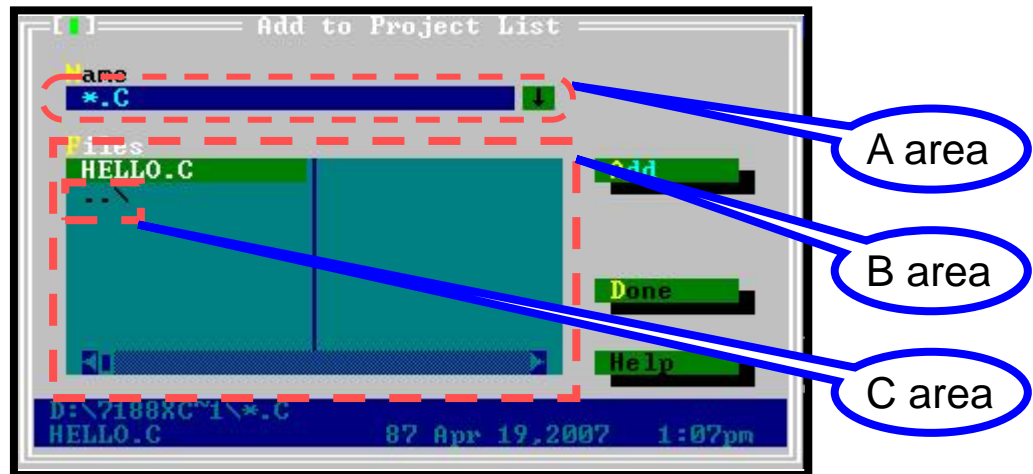 Add to Project List
Name
*.C
Files
HELLO.C
..\
Add
Done
Help
D:\7188XC~1\*.C
HELLO.C 87 Apr 19,2007 1:07pm
A area
B area
C area